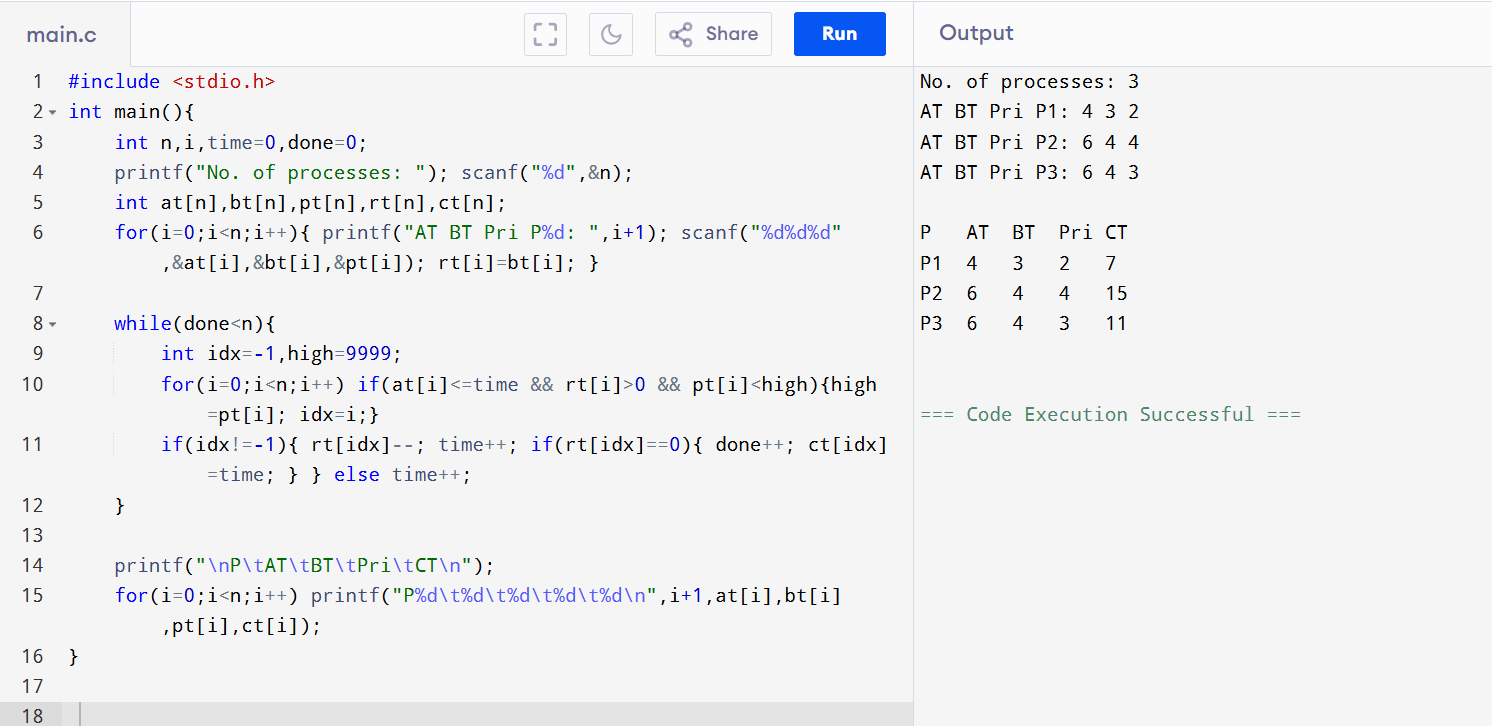 main.c
Share
Run
Output
1 #include <stdio.h>
2 int main(){
3 int n,i,time=0,done=0;
4 printf("No. of processes: "); scanf("%d",&n);
5 int at[n],bt[n],pt[n],rt[n],ct[n];
6 for(i=0;i<n;i++){ printf("AT BT Pri P%d: ",i+1); scanf("%d%d%d"
,&at[i],&bt[i],&pt[i]); rt[i]=bt[i]; }
7
8 while(done<n){
9 int idx=-1,high=9999;
10 for(i=0;i<n;i++) if(at[i]<=time && rt[i]>0 && pt[i]<high){high
=pt[i]; idx=i;}
11 if(idx!=-1){ rt[idx]--; time++; if(rt[idx]==0){ done++; ct[idx]
=time; } } else time++;
12 }
13
14 printf("\nP\tAT\tBT\tPri\tCT\n");
15 for(i=0;i<n;i++) printf("P%d\t%d\t%d\t%d\t%d\n",i+1,at[i],bt[i]
,pt[i],ct[i]);
16 }
17
18
No. of processes: 3
AT BT Pri P1: 4 3 2
AT BT Pri P2: 6 4 4
AT BT Pri P3: 6 4 3
P AT BT Pri CT
P1 4 3 2 7
P2 6 4 4 15
P3 6 4 3 11
=== Code Execution Successful ===